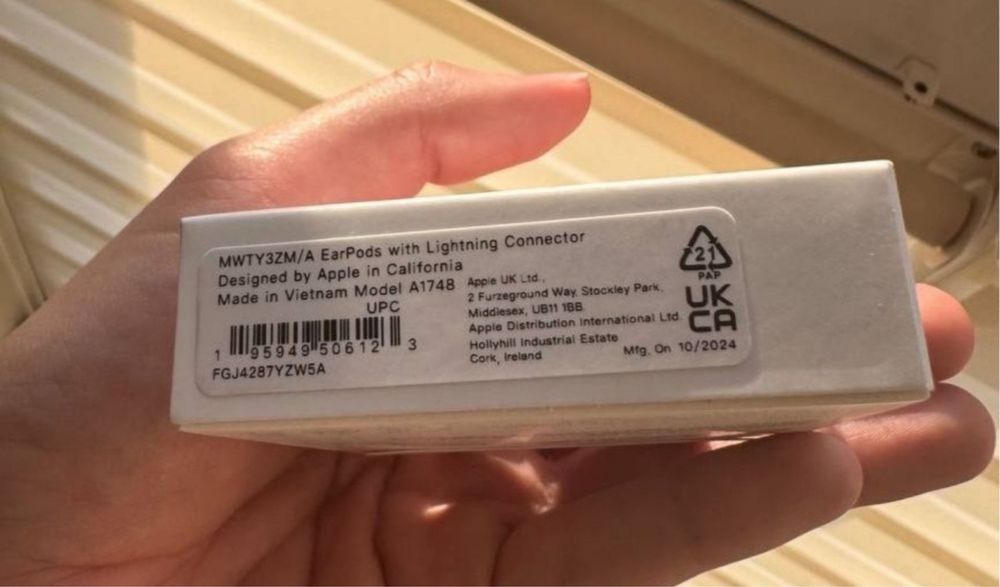 MWTY3ZM/A EarPods with Lightning Connector
Designed by Apple in California
Made in Vietnam Model A1748
UPC
1 95949 50612 3
FGJ4287YZW5A
Apple UK Ltd.,
2 Furzeground Way, Stockley Park,
Middlesex, UB11 1BB.
Apple Distribution International Ltd.
Hollyhill Industrial Estate
Cork, Ireland
Mfg. On 10/2024
21
PAP
UK
CA